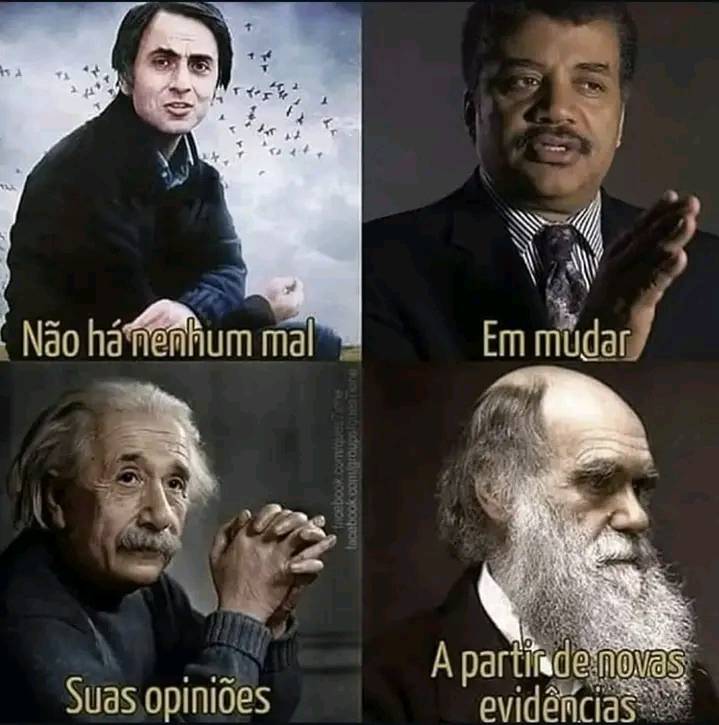 Não há nenhum mal
Em mudar
Suas opiniões
A partir de novas
evidências